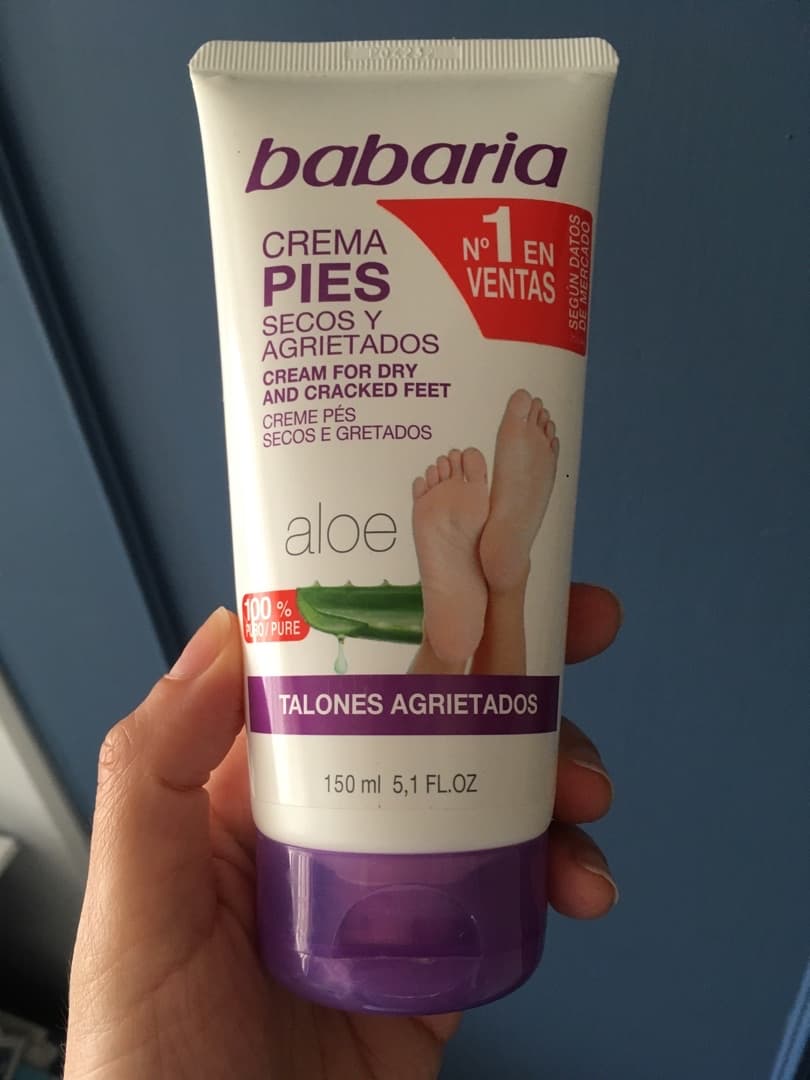 babaria
CREMA
PIES
SECOS Y
AGRIETADOS
CREAM FOR DRY
AND CRACKED FEET
CREME PÉS
SECOS E GRETADOS
Nº1 EN
VENTAS
SEGÚN DATOS
DE MERCADO
aloe
100 %
PURO/PURE
TALONES AGRIETADOS
150 ml 5,1 FL.OZ